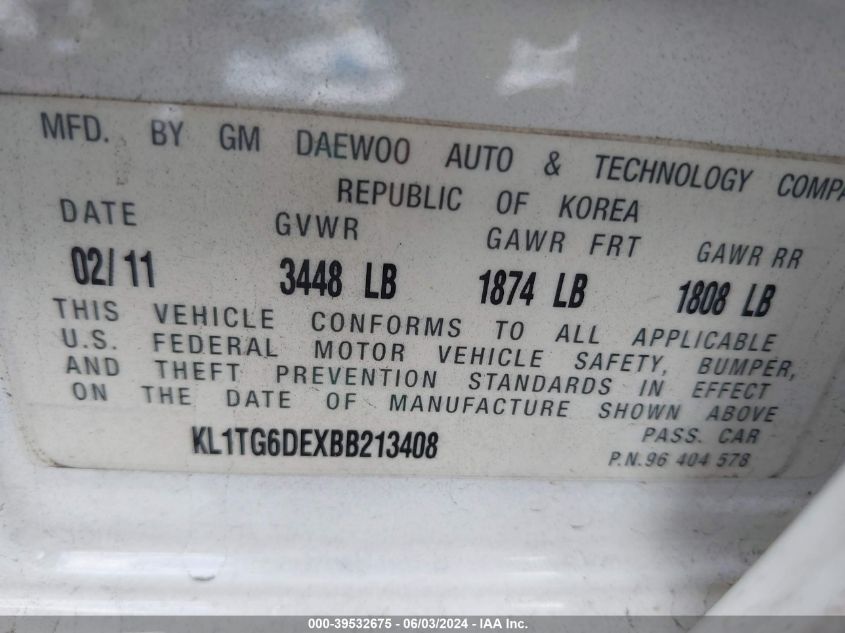 MFD. BY GM DAEWOO AUTO & TECHNOLOGY COMPA
REPUBLIC OF KOREA
DATE GVWR GAWR FRT GAWR RR
02/11 3448 LB 1874 LB 1808 LB
THIS VEHICLE CONFORMS TO ALL APPLICABLE
U.S. FEDERAL MOTOR VEHICLE SAFETY, BUMPER,
AND THEFT PREVENTION STANDARDS IN EFFECT
ON THE DATE OF MANUFACTURE SHOWN ABOVE
KL1TG6DEXBB213408 PASS. CAR
P.N.96 404 578
000-39532675 - 06/03/2024 - IAA Inc.